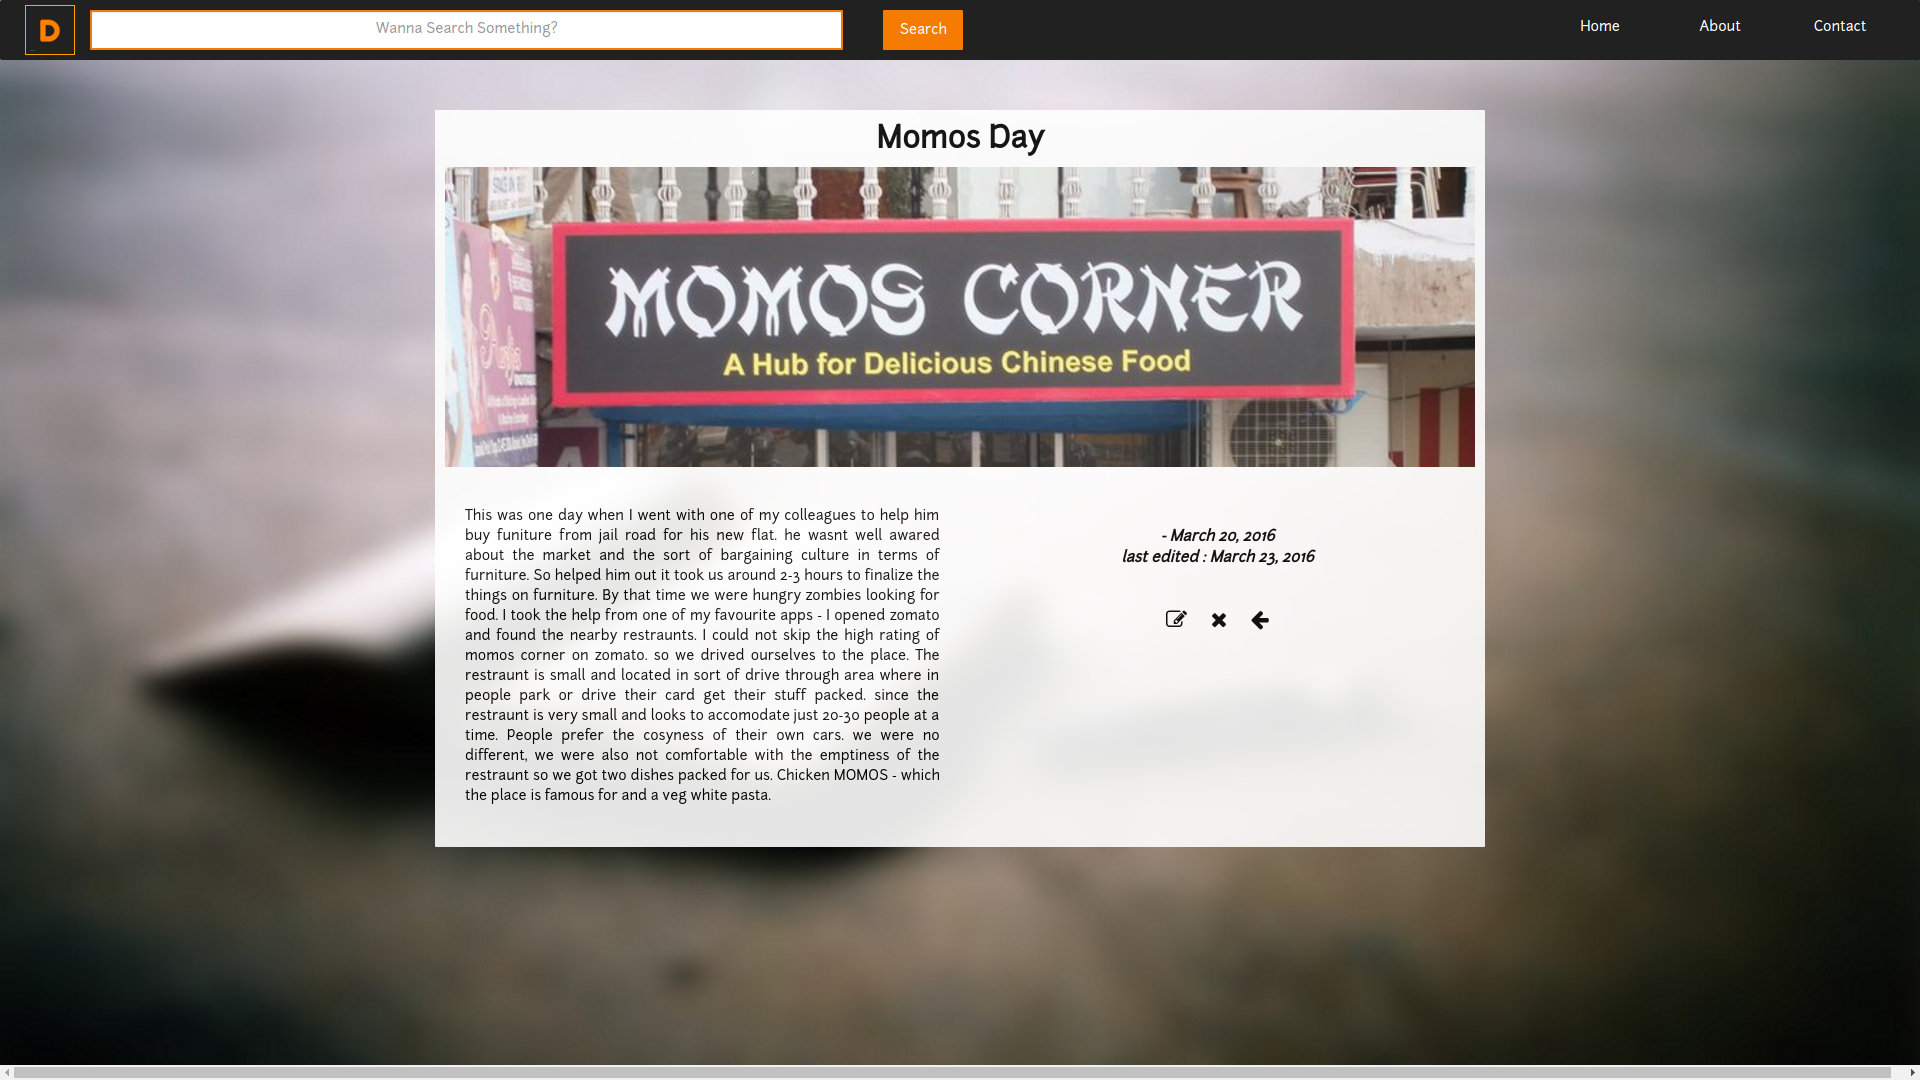 D
Wanna Search Something?
Search
Home
About
Contact
Momos Day
SPACE ON RENT
MOMOS CORNER
A Hub for Delicious Chinese Food
This was one day when I went with one of my colleagues to help him
buy funiture from jail road for his new flat. he wasnt well awared
about the market and the sort of bargaining culture in terms of
furniture. So helped him out it took us around 2-3 hours to finalize the
things on furniture. By that time we were hungry zombies looking for
food. I took the help from one of my favourite apps - I opened zomato
and found the nearby restraunts. I could not skip the high rating of
momos corner on zomato. so we drived ourselves to the place. The
restraunt is small and located in sort of drive through area where in
people park or drive their card get their stuff packed. since the
restraunt is very small and looks to accomodate just 20-30 people at a
time. People prefer the cosyness of their own cars. we were no
different, we were also not comfortable with the emptiness of the
restraunt so we got two dishes packed for us. Chicken MOMOS - which
the place is famous for and a veg white pasta.
- March 20, 2016
last edited : March 23, 2016